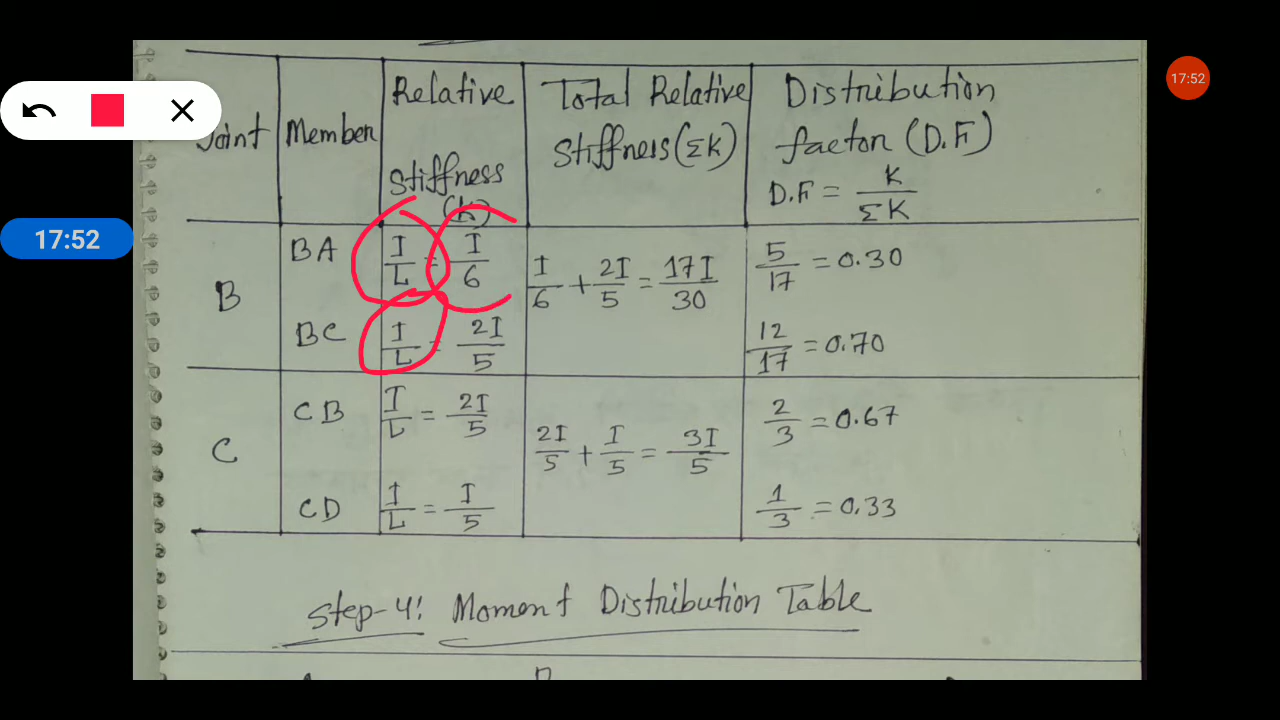 17:52
17:52
Joint Member Relative Stiffness (K) Total Relative Stiffness (ΣK) Distribution factor (D.F)
D.F = K/ΣK
B
BA I/L = I/6
I/6 + 2I/5 = 17I/30
5/17 = 0.30
BC I/L = 2I/5
12/17 = 0.70
C
CB I/L = 2I/5
2I/5 + I/5 = 3I/5
2/3 = 0.67
CD I/L = I/5
1/3 = 0.33
Step-4: Moment Distribution Table